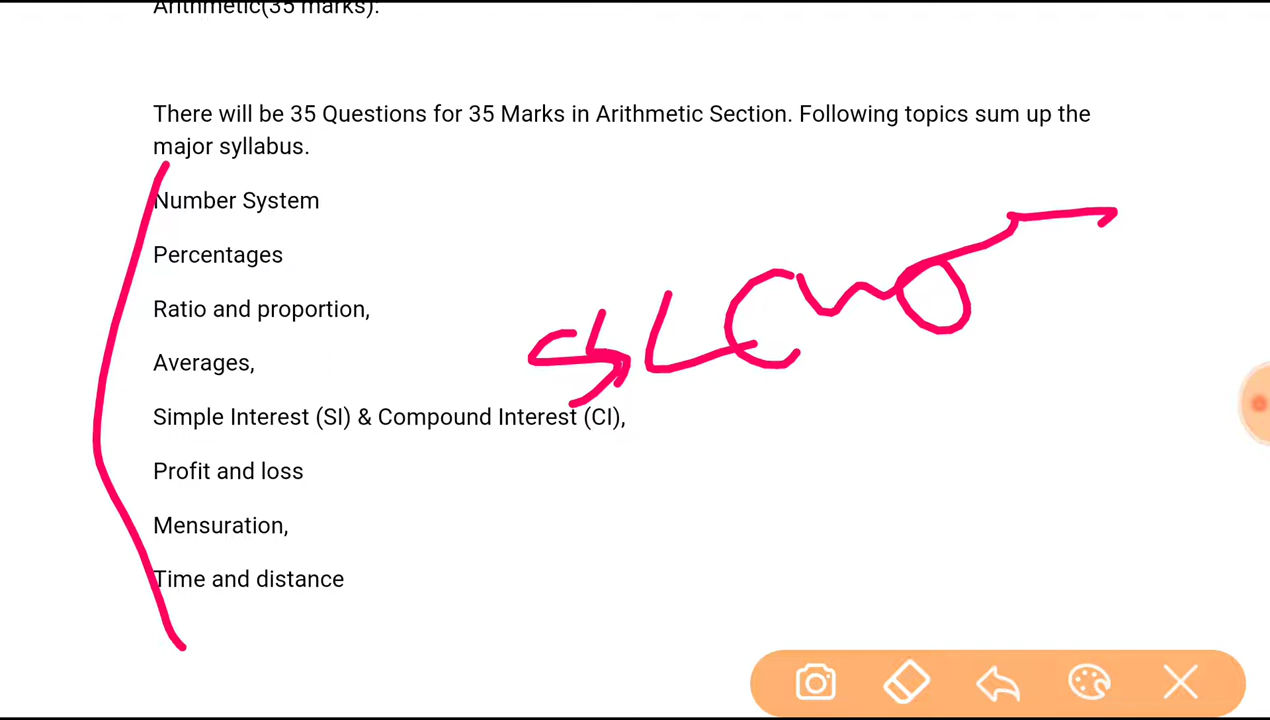 Arithmetic(35 marks):
There will be 35 Questions for 35 Marks in Arithmetic Section. Following topics sum up the
major syllabus.
Number System
Percentages
Ratio and proportion,
Averages,
Simple Interest (SI) & Compound Interest (CI),
Profit and loss
Mensuration,
Time and distance